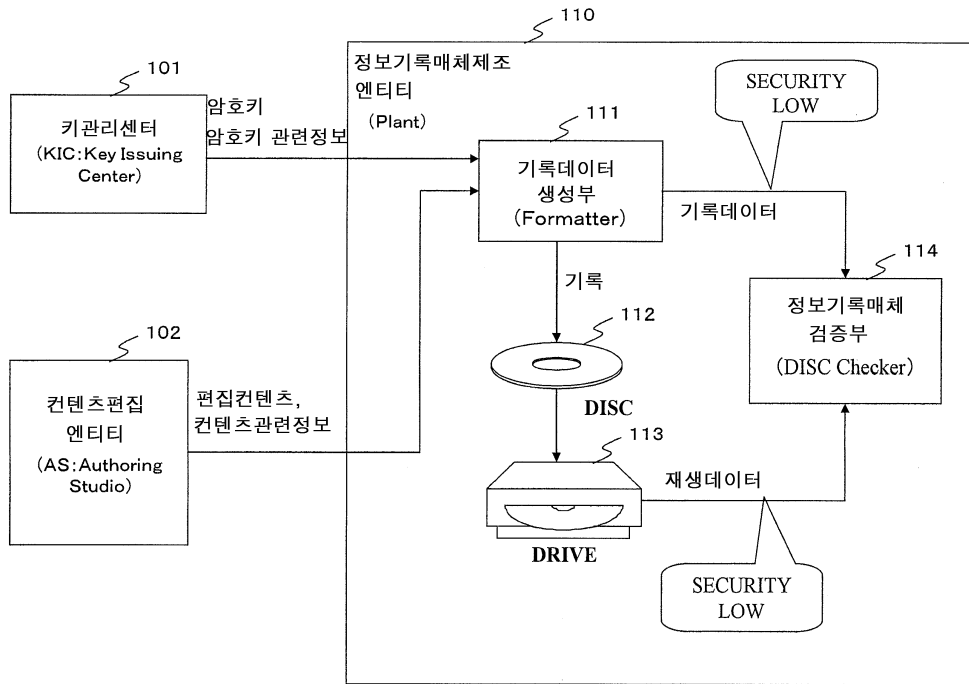 110
101
키관리센터
(KIC:Key Issuing
Center)
암호키
암호키 관련정보
정보기록매체제조
엔티티
(Plant)
111
기록데이터
생성부
(Formatter)
SECURITY
LOW
기록데이터
기록
114
정보기록매체
검증부
(DISC Checker)
112
DISC
102
컨텐츠편집
엔티티
(AS:Authoring
Studio)
편집컨텐츠,
컨텐츠관련정보
113
DRIVE
재생데이터
SECURITY
LOW